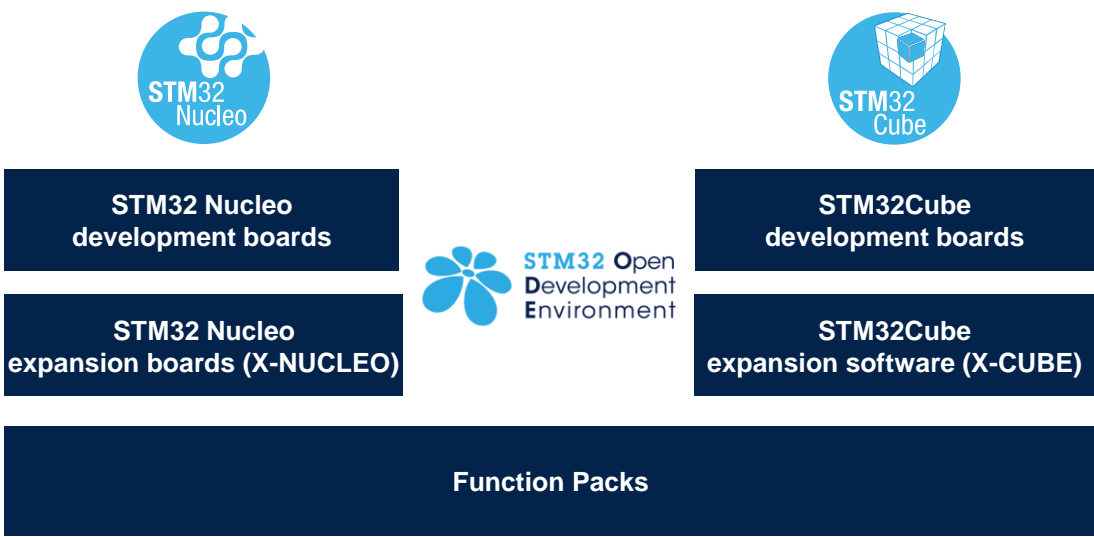 STM32
Nucleo
STM32
Cube
STM32 Nucleo
development boards
STM32Cube
development boards
STM32 Open
Development
Environment
STM32 Nucleo
expansion boards (X-NUCLEO)
STM32Cube
expansion software (X-CUBE)
Function Packs